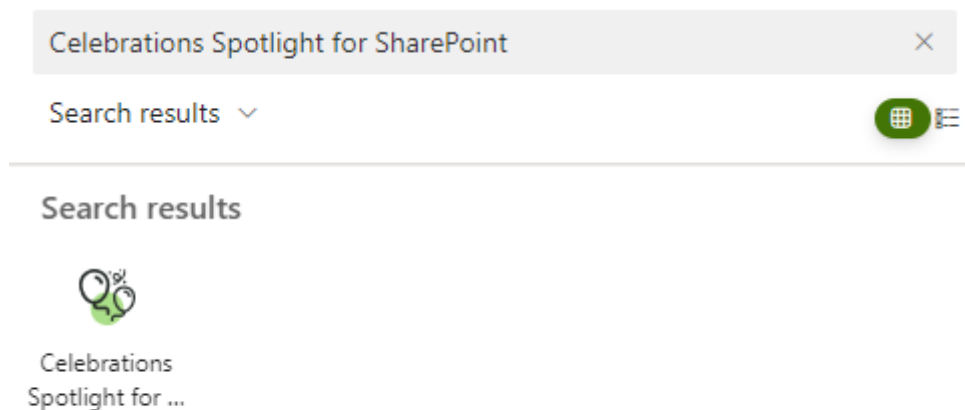 Celebrations Spotlight for SharePoint
Search results
Search results
Celebrations
Spotlight for ...